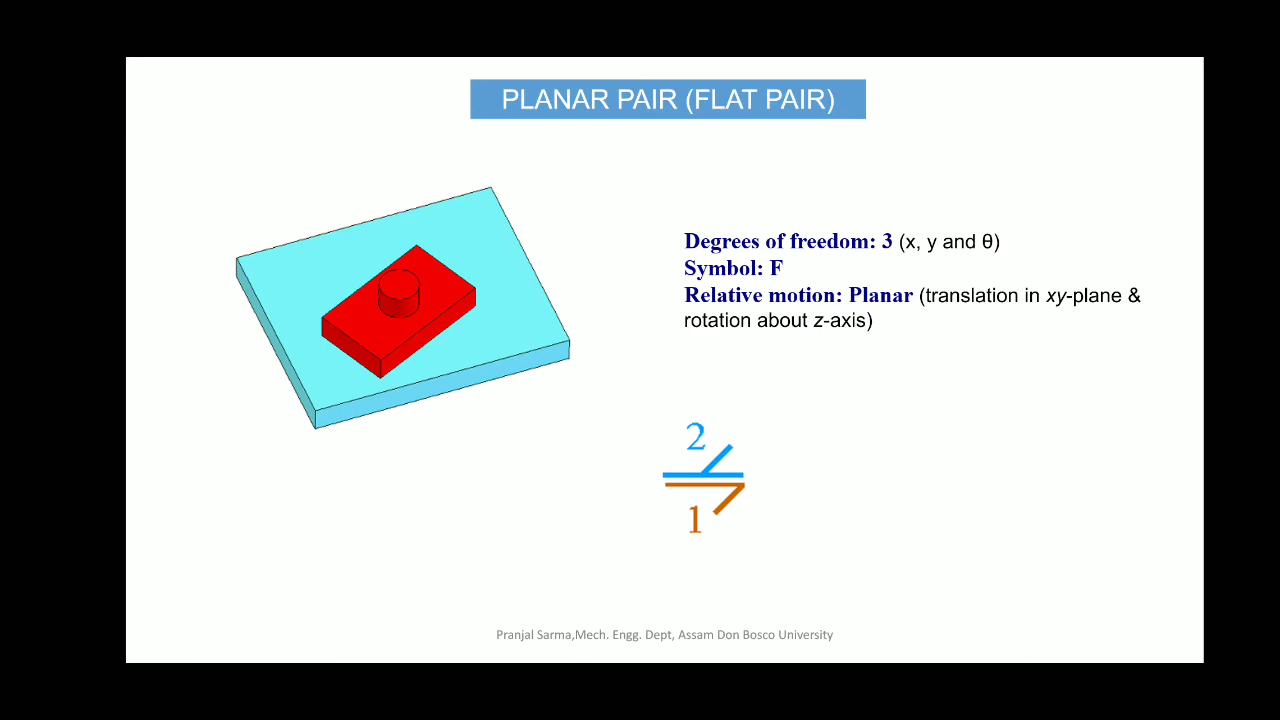 PLANAR PAIR (FLAT PAIR)
Degrees of freedom: 3 (x, y and θ)
Symbol: F
Relative motion: Planar (translation in xy-plane &
rotation about z-axis)
2
1
Pranjal Sarma,Mech. Engg. Dept, Assam Don Bosco University